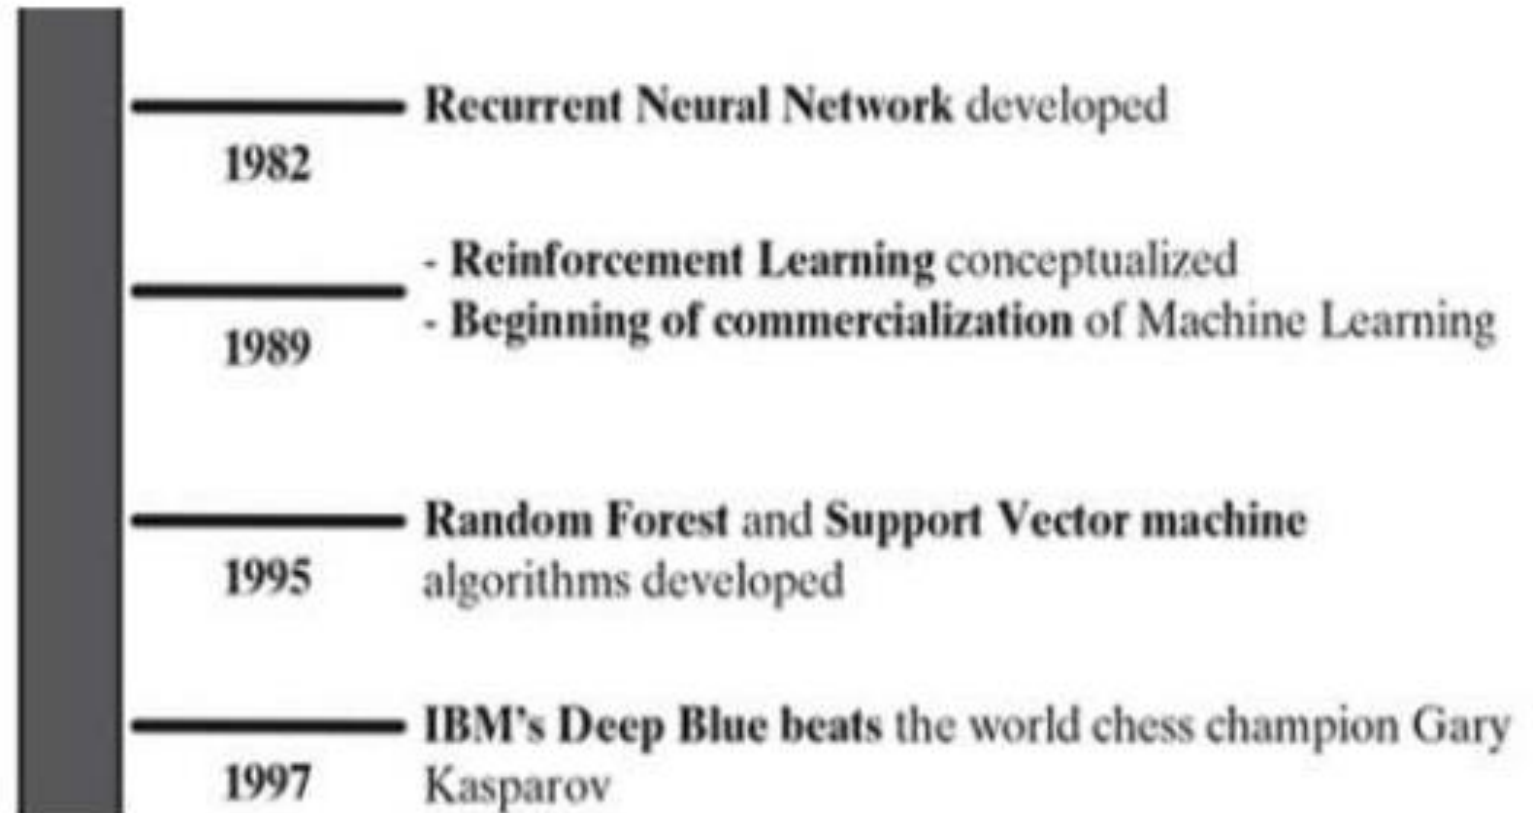 Recurrent Neural Network developed
1982
- Reinforcement Learning conceptualized
- Beginning of commercialization of Machine Learning
1989
Random Forest and Support Vector machine
algorithms developed
1995
IBM's Deep Blue beats the world chess champion Gary
Kasparov
1997